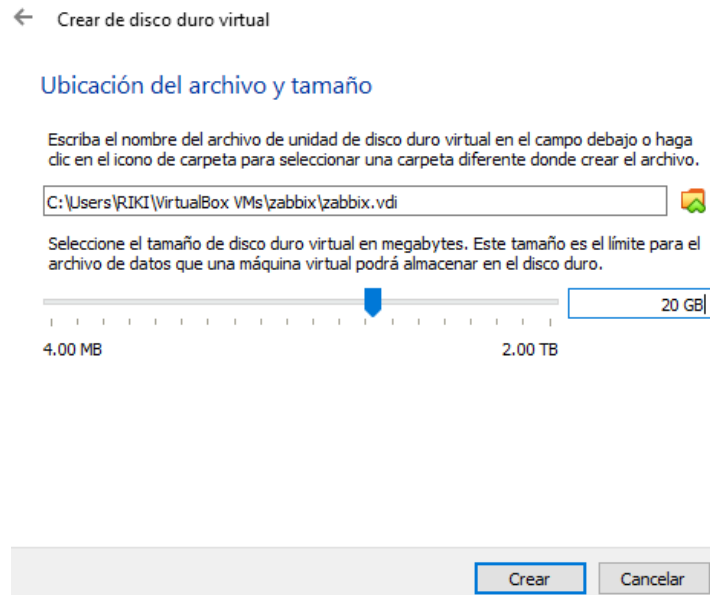 Crear de disco duro virtual
Ubicación del archivo y tamaño
Escriba el nombre del archivo de unidad de disco duro virtual en el campo debajo o haga
clic en el icono de carpeta para seleccionar una carpeta diferente donde crear el archivo.
C:\Users\RIKI\VirtualBox VMs\zabbix\zabbix.vdi
Seleccione el tamaño de disco duro virtual en megabytes. Este tamaño es el límite para el
archivo de datos que una máquina virtual podrá almacenar en el disco duro.
20 GB
4.00 MB 2.00 TB
Crear Cancelar